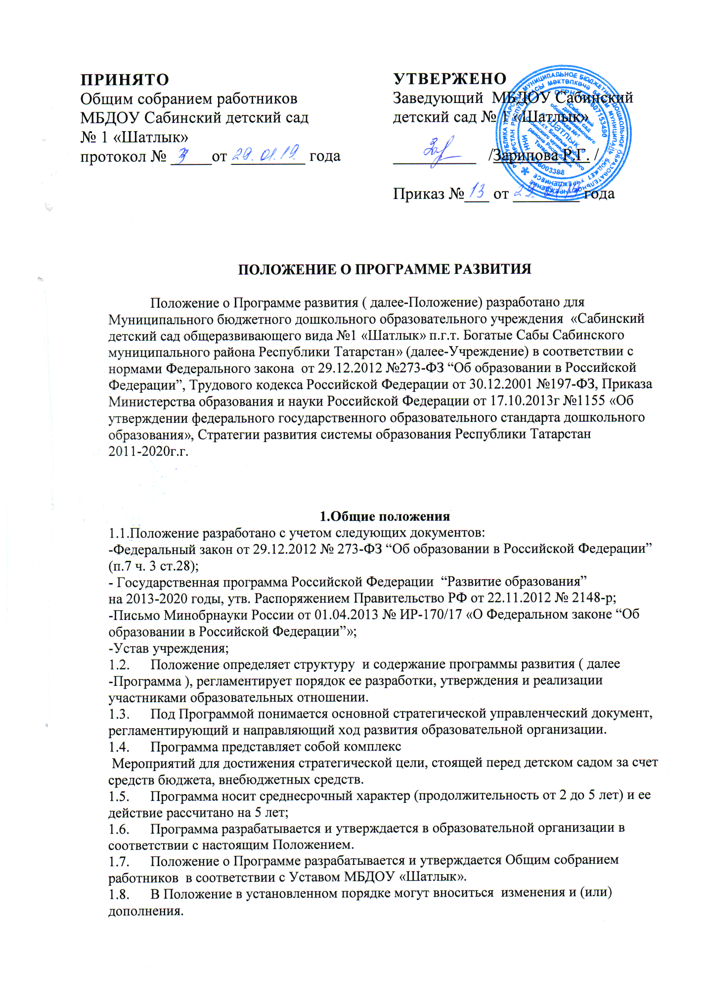 ПРИНЯТО
Общим собранием работников
МБДОУ Сабинский детский сад
№ 1 «Шатлык»
протокол № 3 от 29.01.19. года
УТВЕРЖЕНО
Заведующий МБДОУ Сабинский
детский сад № 1 «Шатлык»
/Зарипова Р.Г. /
Приказ № 13 от 29.01.19 года
ПОЛОЖЕНИЕ О ПРОГРАММЕ РАЗВИТИЯ
Положение о Программе развития ( далее-Положение) разработано для
Муниципального бюджетного дошкольного образовательного учреждения «Сабинский
детский сад общеразвивающего вида №1 «Шатлык» п.г.т. Богатые Сабы Сабинского
муниципального района Республики Татарстан» (далее-Учреждение) в соответствии с
нормами Федерального закона от 29.12.2012 №273-ФЗ “Об образовании в Российской
Федерации”, Трудового кодекса Российской Федерации от 30.12.2001 №197-ФЗ, Приказа
Министерства образования и науки Российской Федерации от 17.10.2013г №1155 «Об
утверждении федерального государственного образовательного стандарта дошкольного
образования», Стратегии развития системы образования Республики Татарстан
2011-2020г.г.
1.Общие положения
1.1.Положение разработано с учетом следующих документов:
-Федеральный закон от 29.12.2012 № 273-ФЗ “Об образовании в Российской Федерации”
(п.7 ч. 3 ст.28);
- Государственная программа Российской Федерации “Развитие образования”
на 2013-2020 годы, утв. Распоряжением Правительство РФ от 22.11.2012 № 2148-р;
-Письмо Минобрнауки России от 01.04.2013 № ИР-170/17 «О Федеральном законе “Об
образовании в Российской Федерации”»;
-Устав учреждения;
1.2. Положение определяет структуру и содержание программы развития ( далее
-Программа ), регламентирует порядок ее разработки, утверждения и реализации
участниками образовательных отношении.
1.3. Под Программой понимается основной стратегической управленческий документ,
регламентирующий и направляющий ход развития образовательной организации.
1.4. Программа представляет собой комплекс
Мероприятий для достижения стратегической цели, стоящей перед детском садом за счет
средств бюджета, внебюджетных средств.
1.5. Программа носит среднесрочный характер (продолжительность от 2 до 5 лет) и ее
действие рассчитано на 5 лет;
1.6. Программа разрабатывается и утверждается в образовательной организации в
соответствии с настоящим Положением.
1.7. Положение о Программе разрабатывается и утверждается Общим собранием
работников в соответствии с Уставом МБДОУ «Шатлык».
1.8. В Положение в установленном порядке могут вноситься изменения и (или)
дополнения.